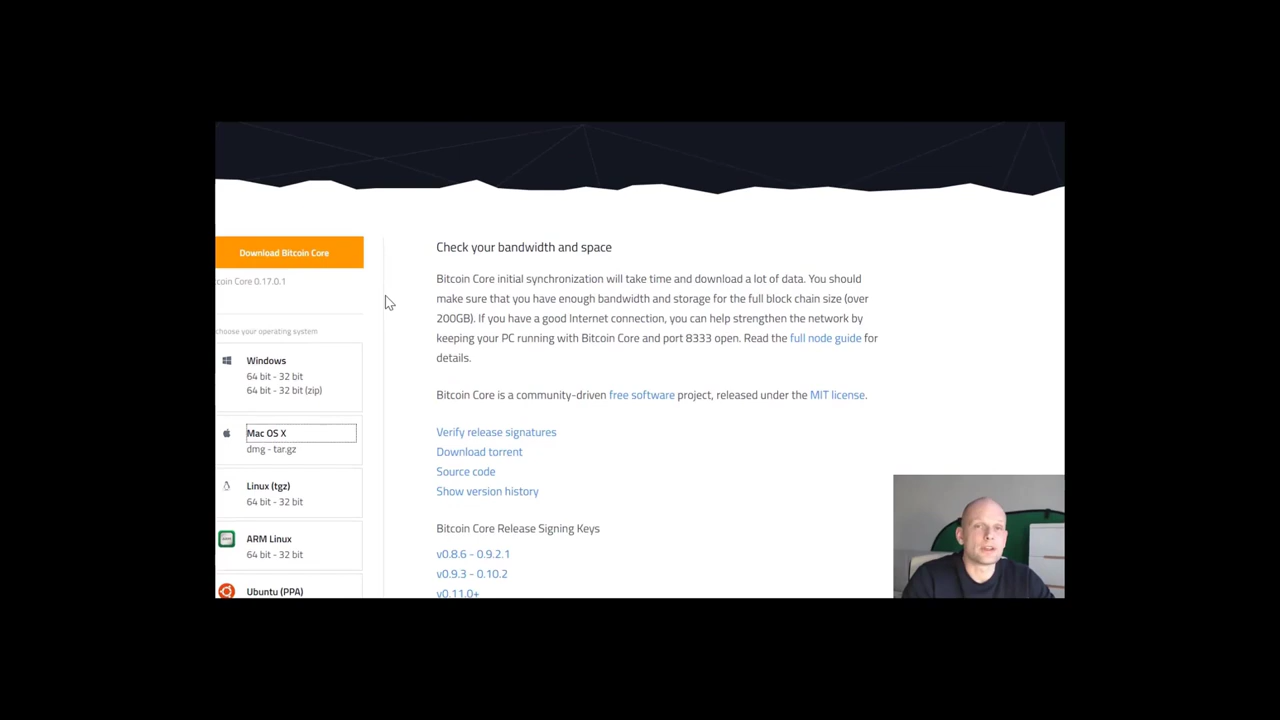 Download Bitcoin Core
coin Core 0.17.0.1
choose your operating system
Windows
64 bit - 32 bit
64 bit - 32 bit (zip)
Mac OS X
dmg - tar.gz
Linux (tgz)
64 bit - 32 bit
ARM Linux
64 bit - 32 bit
Ubuntu (PPA)
Check your bandwidth and space
Bitcoin Core initial synchronization will take time and download a lot of data. You should
make sure that you have enough bandwidth and storage for the full block chain size (over
200GB). If you have a good Internet connection, you can help strengthen the network by
keeping your PC running with Bitcoin Core and port 8333 open. Read the full node guide for
details.
Bitcoin Core is a community-driven free software project, released under the MIT license.
Verify release signatures
Download torrent
Source code
Show version history
Bitcoin Core Release Signing Keys
v0.8.6 - 0.9.2.1
v0.9.3 - 0.10.2
v0.11.0+